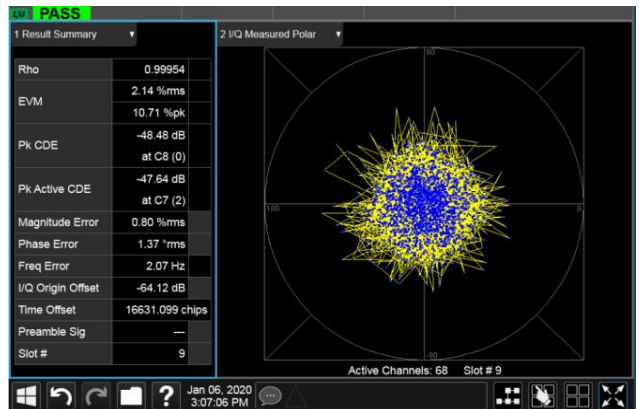 LXI PASS
1 Result Summary
2 I/Q Measured Polar
Rho 0.99954
EVM 2.14 %rms
10.71 %pk
Pk CDE -48.48 dB
at C8 (0)
Pk Active CDE -47.64 dB
at C7 (2)
Magnitude Error 0.80 %rms
Phase Error 1.37 °rms
Freq Error 2.07 Hz
I/Q Origin Offset -64.12 dB
Time Offset 16631.099 chips
Preamble Sig ---
Slot # 9
90
180
0
-90
Active Channels: 68 Slot # 9
? Jan 06, 2020
3:07:06 PM